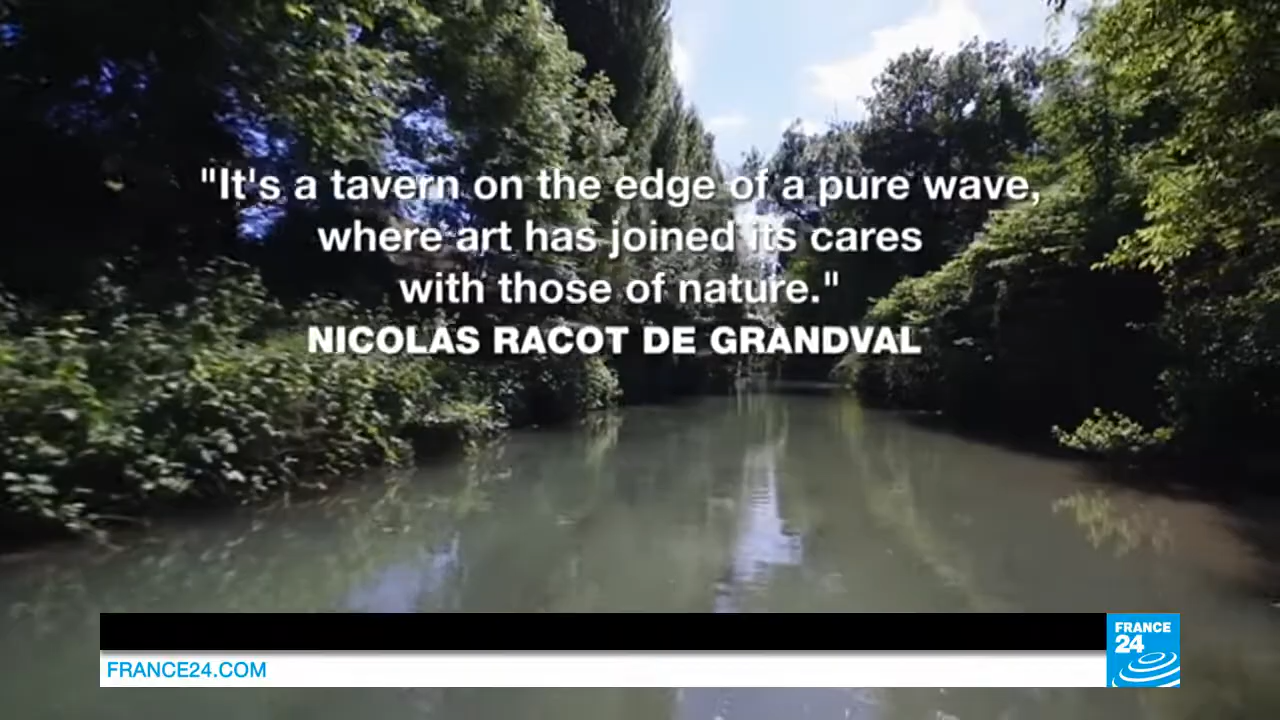 "It's a tavern on the edge of a pure wave,
where art has joined its cares
with those of nature."
NICOLAS RACOT DE GRANDVAL
FRANCE
24
FRANCE24.COM